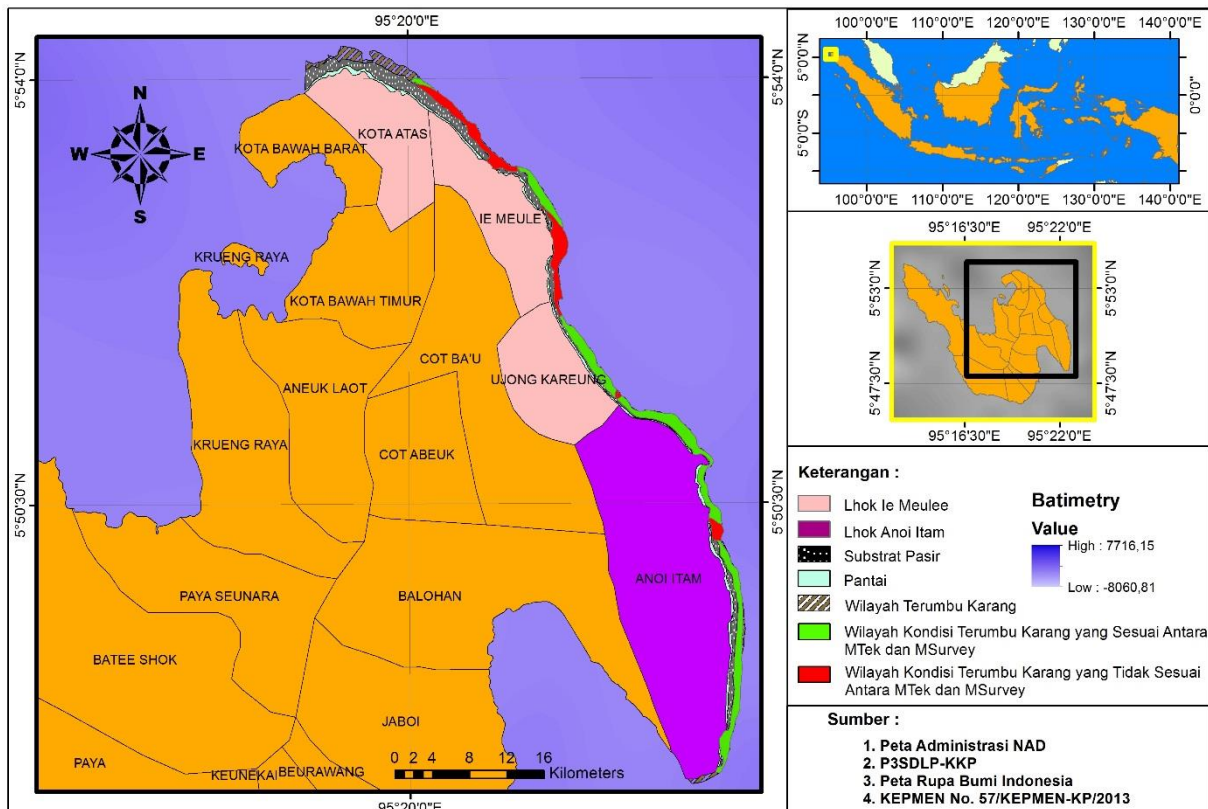 95°20'0"E
5°54'0"N
5°54'0"N
N
W
E
S
KOTA ATAS
KOTA BAWAH BARAT
IE MEULE
KRUENG RAYA
KOTA BAWAH TIMUR
COT BA'U
UJONG KAREUNG
ANEUK LAOT
KRUENG RAYA
COT ABEUK
5°50'30"N
5°50'30"N
ANOI ITAM
PAYA SEUNARA
BALOHAN
BATEE SHOK
JABOI
PAYA
KEUNEKAI
BEURAWANG
0 2 4 8 12 16
Kilometers
95°20'0"E
100°0'0"E 110°0'0"E 120°0'0"E 130°0'0"E 140°0'0"E
5°0'0"N
5°0'0"S
0°0'0"
100°0'0"E 110°0'0"E 120°0'0"E 130°0'0"E 140°0'0"E
95°16'30"E 95°22'0"E
5°53'0"N
5°53'0"N
5°47'30"N
5°47'30"N
95°16'30"E 95°22'0"E
Keterangan :
Lhok Ie Meulee
Lhok Anoi Itam
Substrat Pasir
Pantai
Wilayah Terumbu Karang
Wilayah Kondisi Terumbu Karang yang Sesuai Antara
MTek dan MSurvey
Wilayah Kondisi Terumbu Karang yang Tidak Sesuai
Antara MTek dan MSurvey
Batimetry
Value
High : 7716,15
Low : -8060,81
Sumber :
1. Peta Administrasi NAD
2. P3SDLP-KKP
3. Peta Rupa Bumi Indonesia
4. KEPMEN No. 57/KEPMEN-KP/2013